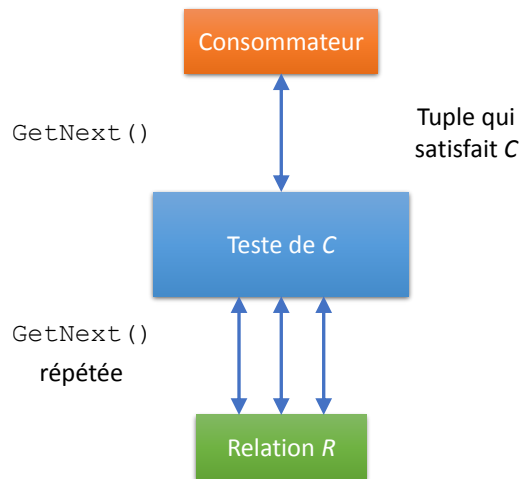 Consommateur
GetNext()
Tuple qui
satisfait C
Teste de C
GetNext()
répétée
Relation R